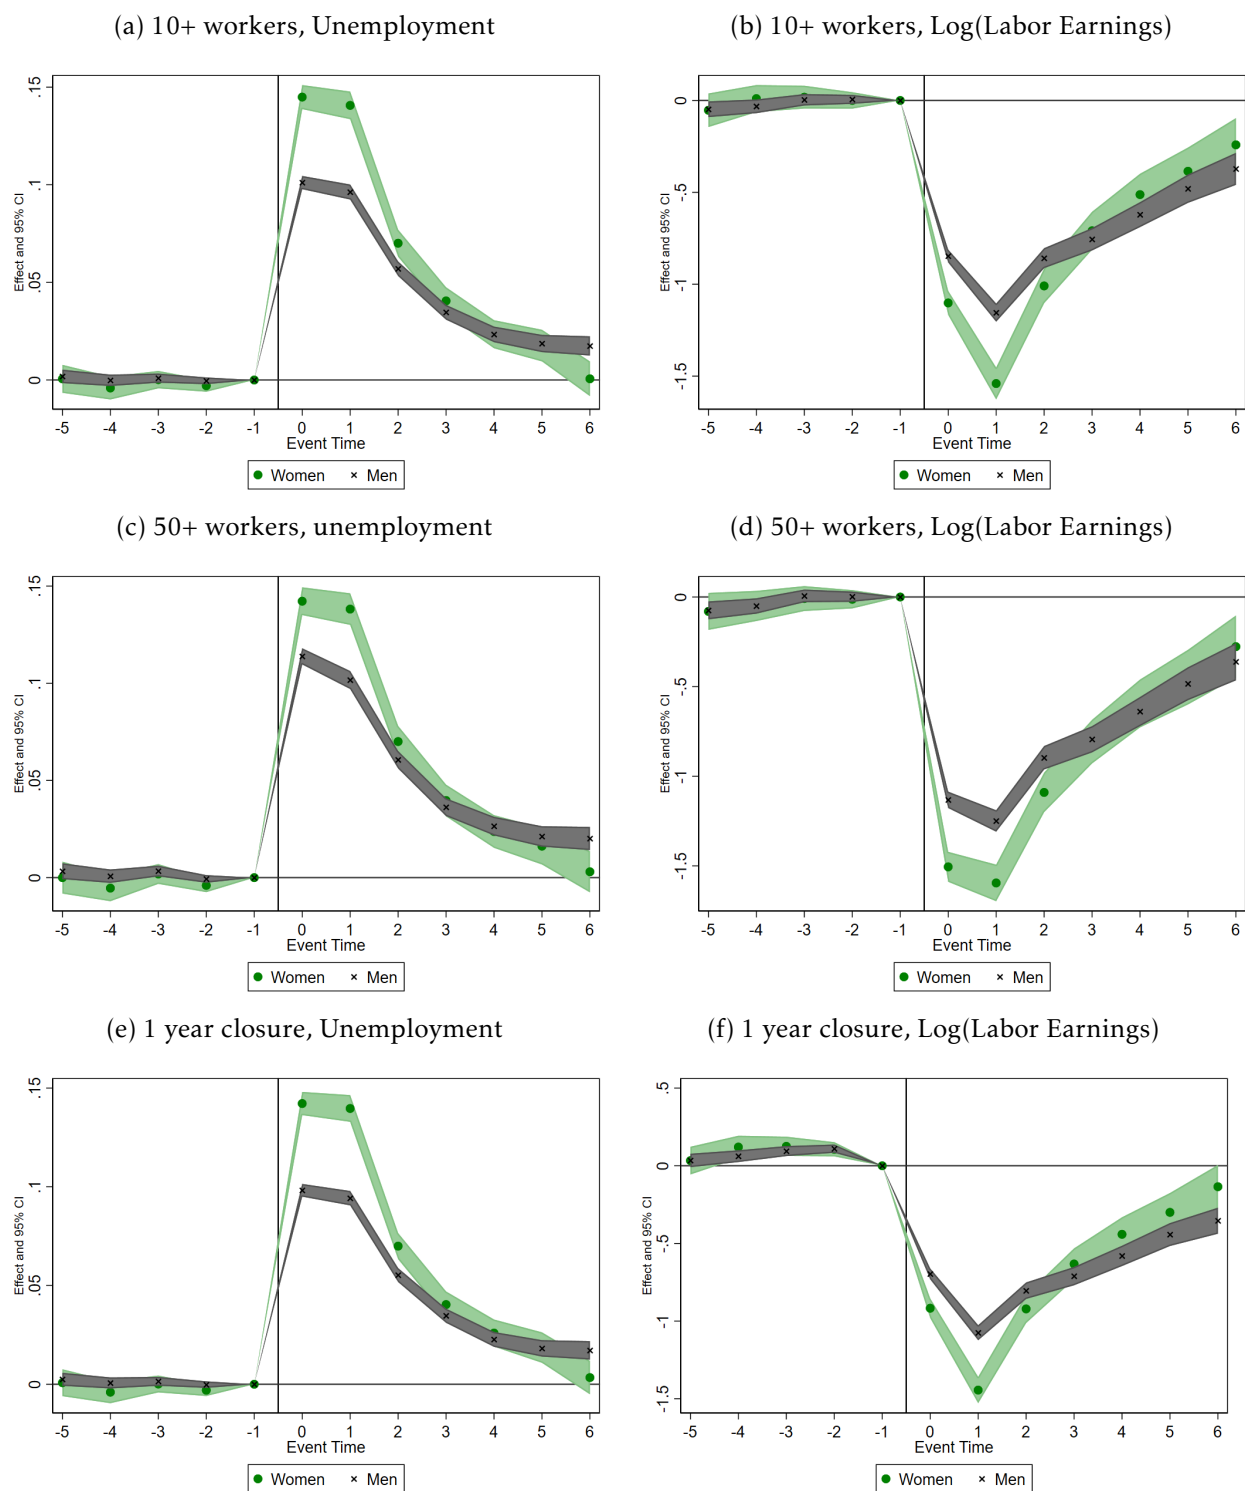 (a) 10+ workers, Unemployment
Effect and 95% CI
.15
.1
.05
0
-5 -4 -3 -2 -1 0 1 2 3 4 5 6
Event Time
Women × Men
(b) 10+ workers, Log(Labor Earnings)
Effect and 95% CI
0
-.5
-1
-1.5
-5 -4 -3 -2 -1 0 1 2 3 4 5 6
Event Time
Women × Men
(c) 50+ workers, unemployment
Effect and 95% CI
.15
.1
.05
0
-5 -4 -3 -2 -1 0 1 2 3 4 5 6
Event Time
Women × Men
(d) 50+ workers, Log(Labor Earnings)
Effect and 95% CI
0
-.5
-1
-1.5
-5 -4 -3 -2 -1 0 1 2 3 4 5 6
Event Time
Women × Men
(e) 1 year closure, Unemployment
Effect and 95% CI
.15
.1
.05
0
-5 -4 -3 -2 -1 0 1 2 3 4 5 6
Event Time
Women × Men
(f) 1 year closure, Log(Labor Earnings)
Effect and 95% CI
.5
0
-.5
-1
-1.5
-5 -4 -3 -2 -1 0 1 2 3 4 5 6
Event Time
Women × Men